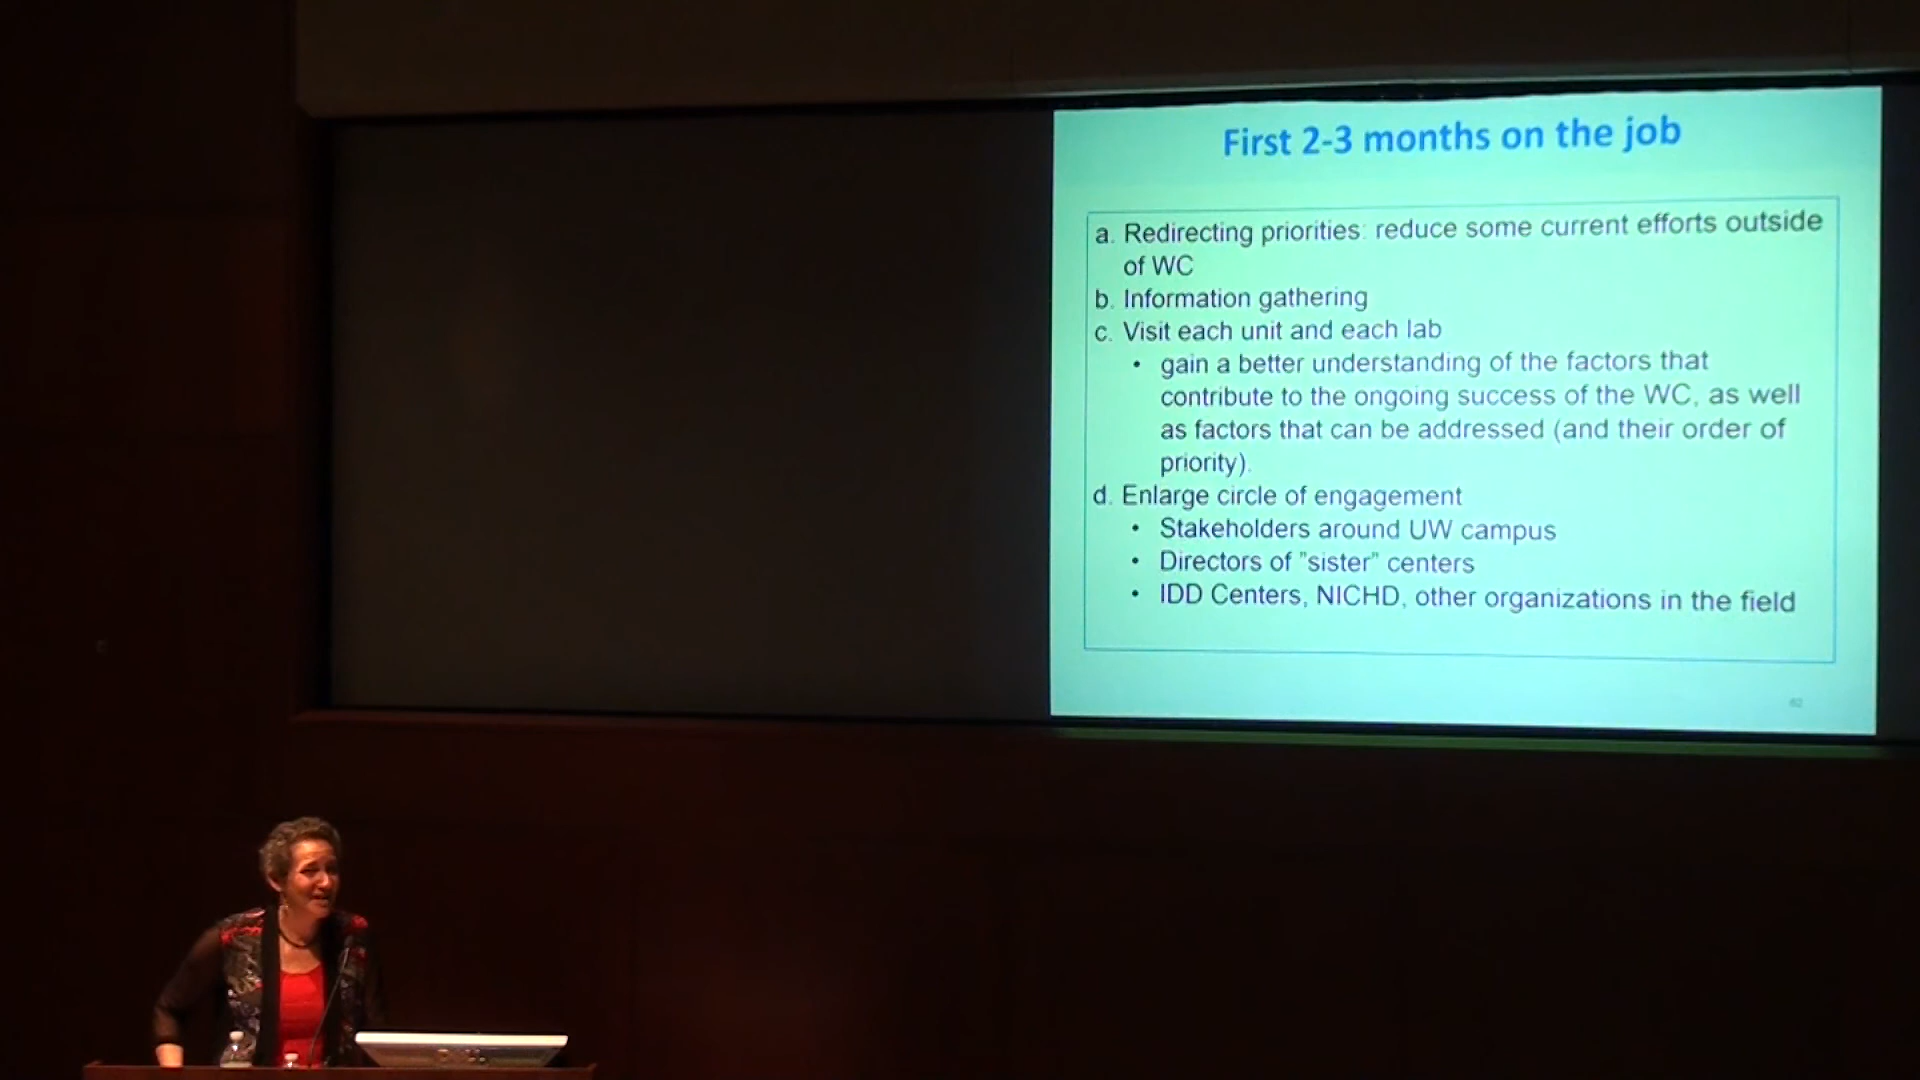 First 2-3 months on the job
a. Redirecting priorities: reduce some current efforts outside
of WC
b. Information gathering
c. Visit each unit and each lab
• gain a better understanding of the factors that
contribute to the ongoing success of the WC, as well
as factors that can be addressed (and their order of
priority).
d. Enlarge circle of engagement
• Stakeholders around UW campus
• Directors of "sister" centers
• IDD Centers, NICHD, other organizations in the field